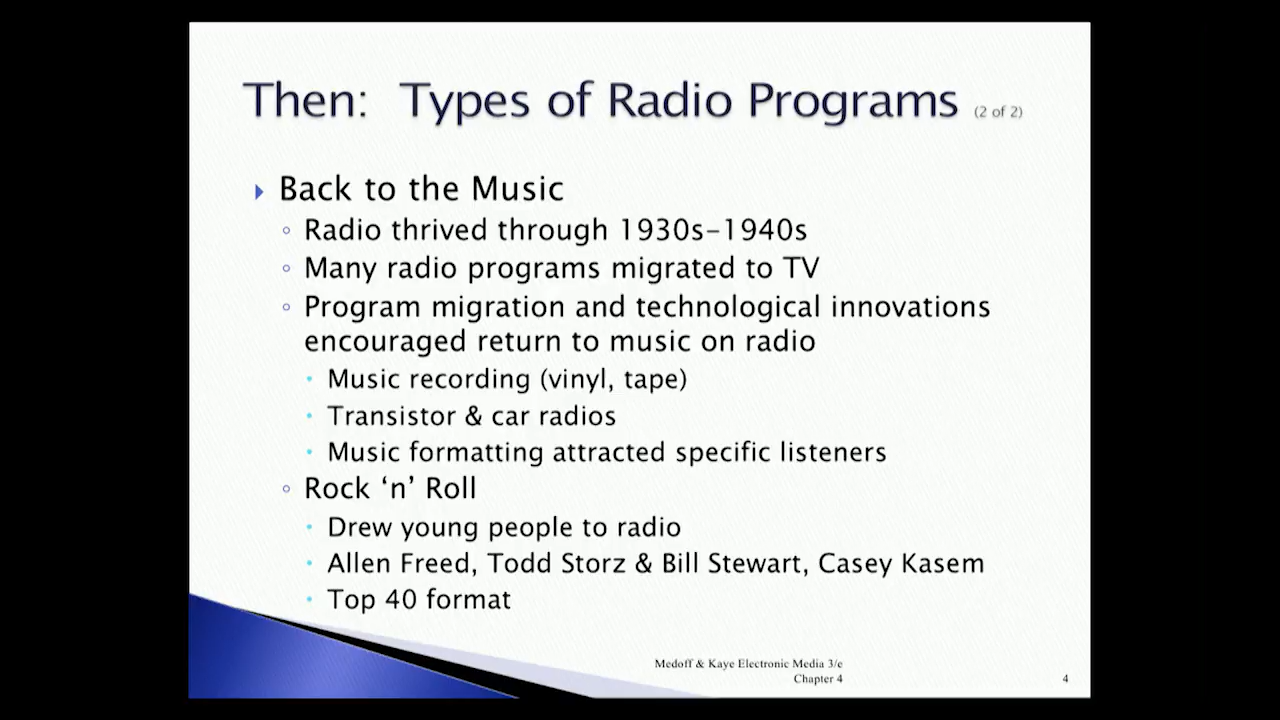 Then: Types of Radio Programs (2 of 2)
Back to the Music
Radio thrived through 1930s-1940s
Many radio programs migrated to TV
Program migration and technological innovations
encouraged return to music on radio
Music recording (vinyl, tape)
Transistor & car radios
Music formatting attracted specific listeners
Rock ‘n’ Roll
Drew young people to radio
Allen Freed, Todd Storz & Bill Stewart, Casey Kasem
Top 40 format
Medoff & Kaye Electronic Media 3/e
Chapter 4
4